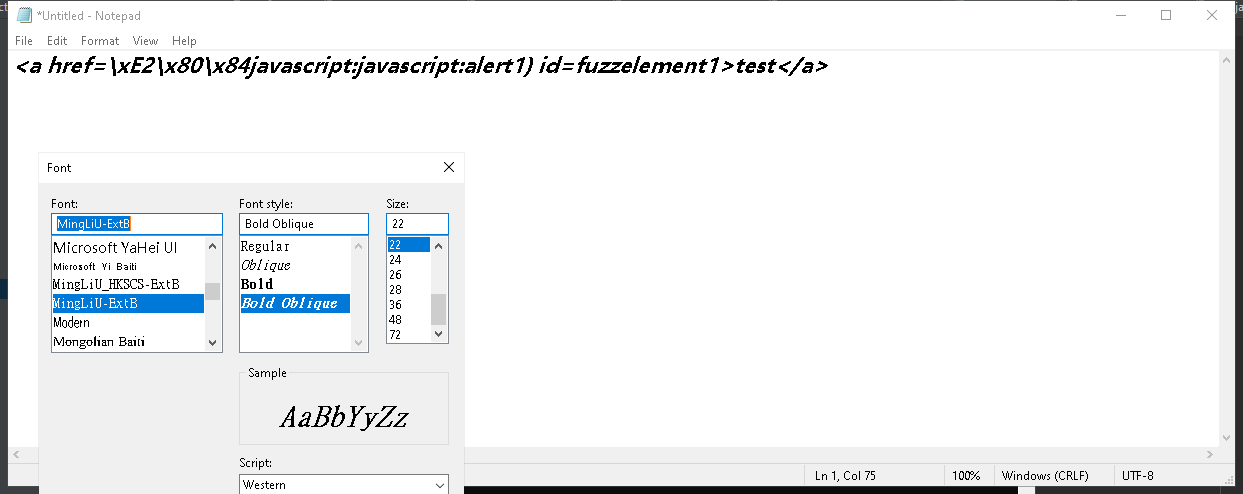 *Untitled - Notepad
File Edit Format View Help
<a href=\xE2\x80\x84javascript:javascript:alert1) id=fuzzelement1>test</a>
Font
Font: Font style: Size:
MingLiU-ExtB Bold Oblique 22
Microsoft YaHei UI Regular 22
Microsoft Yi Baiti Oblique 24
MingLiU_HKSCS-ExtB Bold 26
MingLiU-ExtB Bold Oblique 28
Modern 36
Mongolian Baiti 48
72
Sample
AaBbYyZz
Script:
Western
Ln 1, Col 75 100% Windows (CRLF) UTF-8